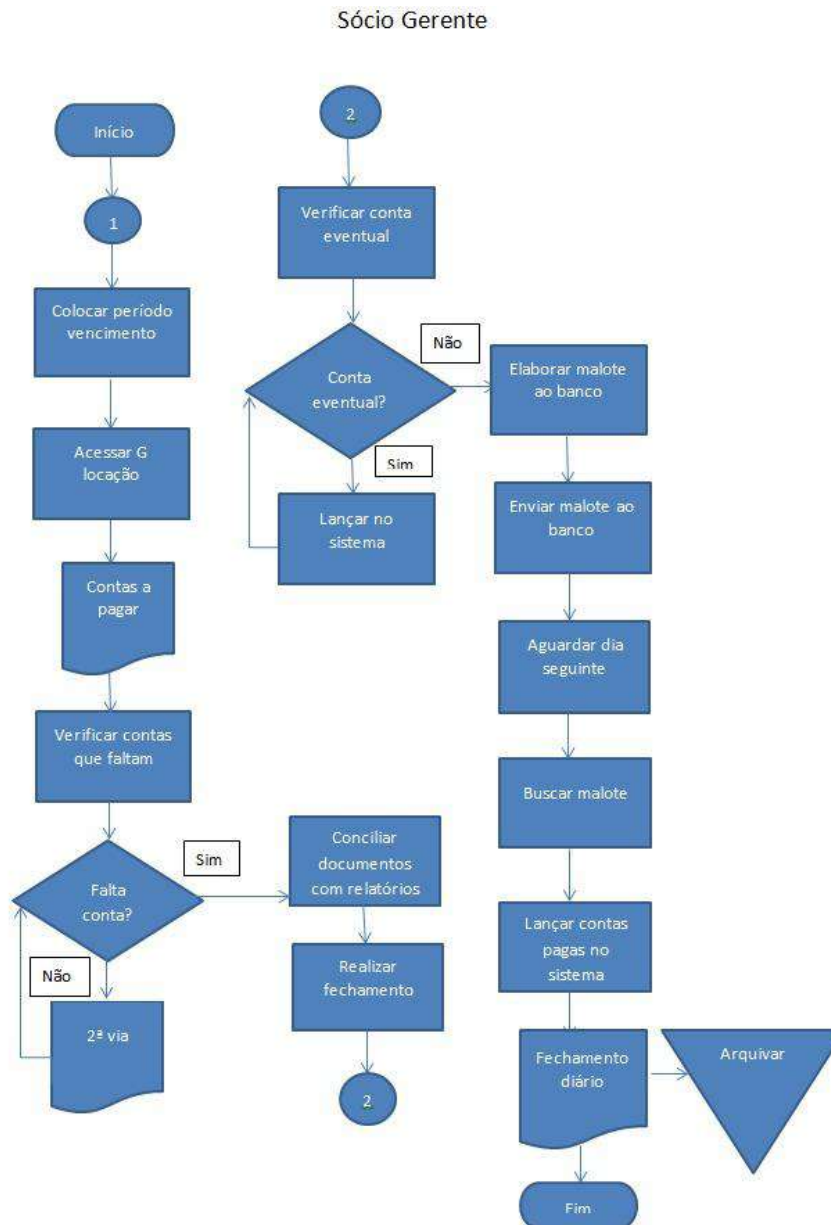 Sócio Gerente
Início
1
Colocar período
vencimento
Acessar G
locação
Contas a
pagar
Verificar contas
que faltam
Falta
conta?
Sim
Não
2ª via
Conciliar
documentos
com relatórios
Realizar
fechamento
2
2
Verificar conta
eventual
Conta
eventual?
Não
Sim
Lançar no
sistema
Elaborar malote
ao banco
Enviar malote ao
banco
Aguardar dia
seguinte
Buscar malote
Lançar contas
pagas no
sistema
Fechamento
diário
Arquivar
Fim